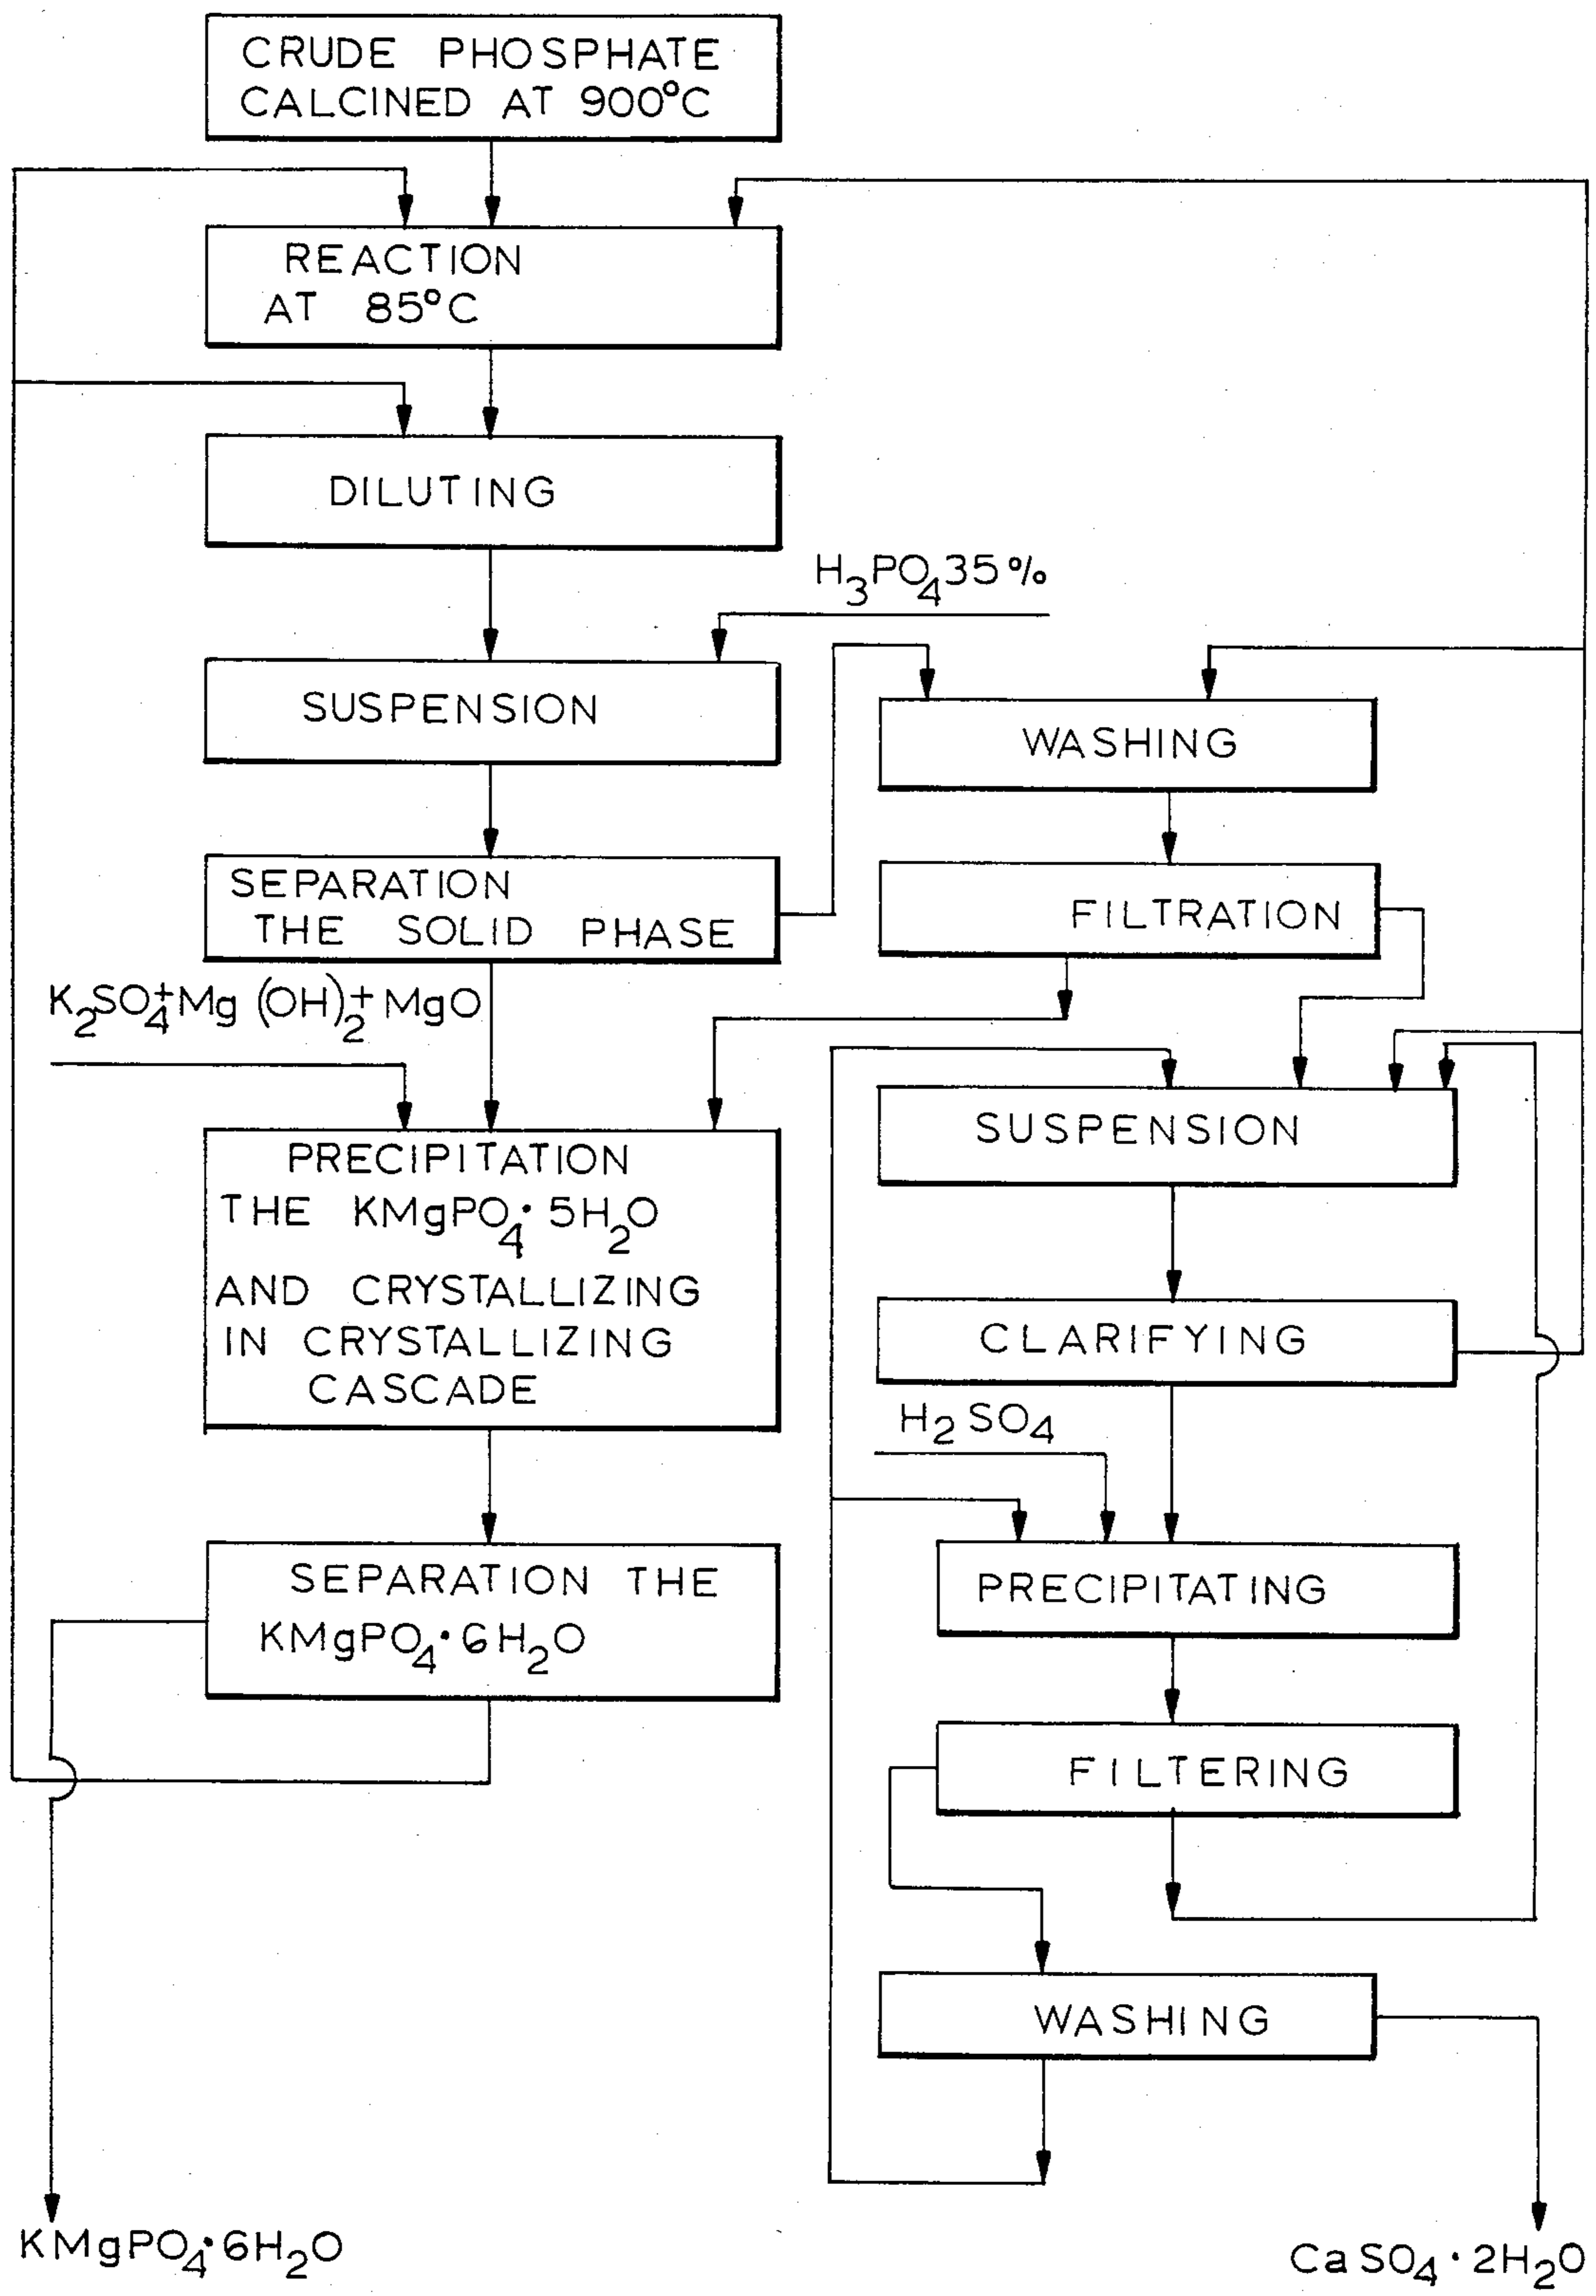 CRUDE PHOSPHATE
CALCINED AT 900°C
REACTION
AT 85°C
DILUTING
H₃PO₄35%
SUSPENSION
WASHING
SEPARATION
THE SOLID PHASE
FILTRATION
K₂SO₄+Mg (OH)₂+MgO
SUSPENSION
PRECIPITATION
THE KMgPO₄·5H₂O
AND CRYSTALLIZING
IN CRYSTALLIZING
CASCADE
CLARIFYING
H₂SO₄
PRECIPITATING
SEPARATION THE
KMgPO₄·6H₂O
FILTERING
WASHING
KMgPO₄·6H₂O
CaSO₄·2H₂O